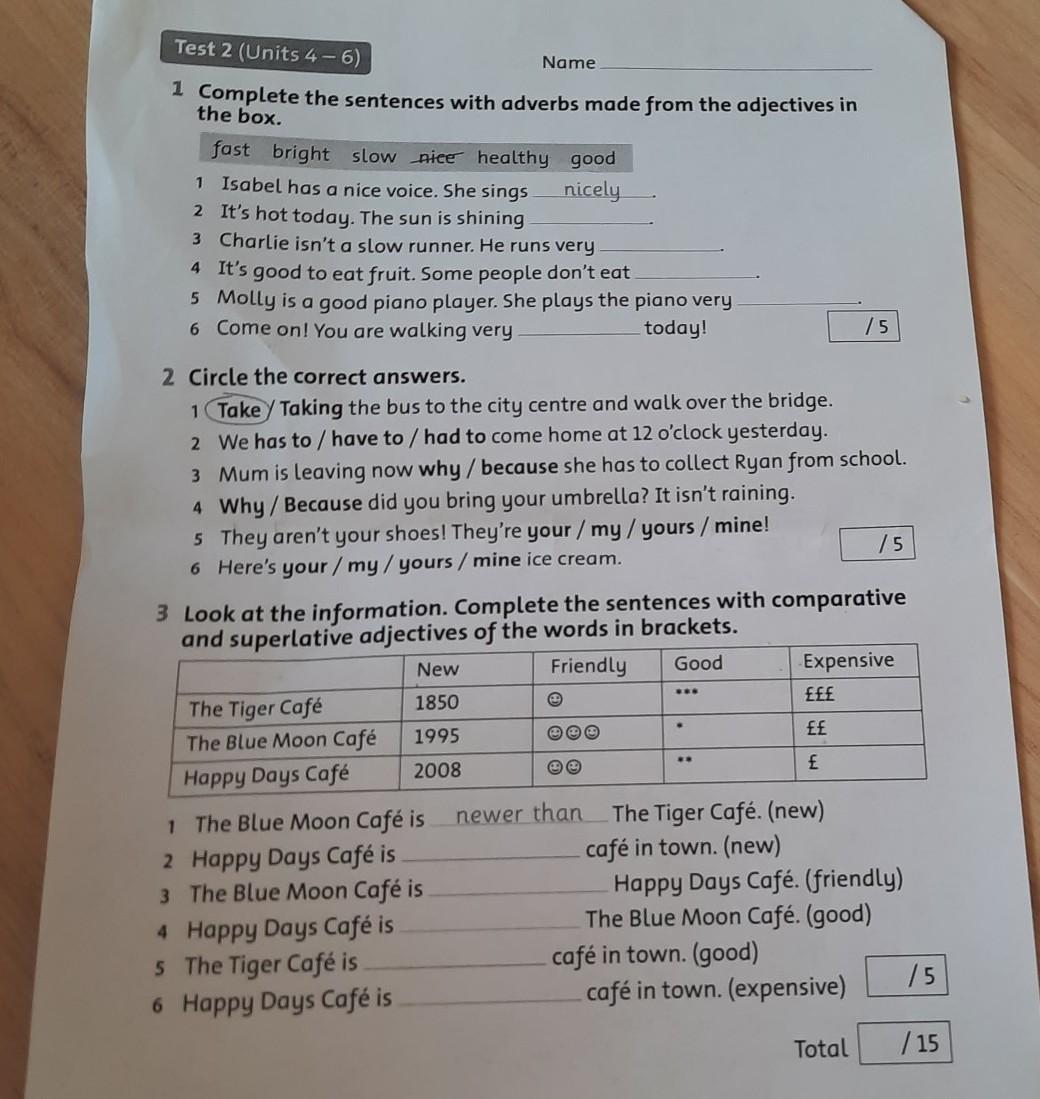 Test 2 (Units 4 – 6)
Name
1 Complete the sentences with adverbs made from the adjectives in
the box.
fast bright slow nice healthy good
1 Isabel has a nice voice. She sings nicely.
2 It's hot today. The sun is shining ____________.
3 Charlie isn't a slow runner. He runs very ____________.
4 It's good to eat fruit. Some people don't eat ____________.
5 Molly is a good piano player. She plays the piano very ____________.
6 Come on! You are walking very ____________ today!
/ 5
2 Circle the correct answers.
1 Take / Taking the bus to the city centre and walk over the bridge.
2 We has to / have to / had to come home at 12 o'clock yesterday.
3 Mum is leaving now why / because she has to collect Ryan from school.
4 Why / Because did you bring your umbrella? It isn't raining.
5 They aren't your shoes! They're your / my / yours / mine!
/ 5
6 Here's your / my / yours / mine ice cream.
3 Look at the information. Complete the sentences with comparative
and superlative adjectives of the words in brackets.
New Friendly Good Expensive
The Tiger Café 1850 ☺ *** £££
The Blue Moon Café 1995 ☺☺☺ * ££
Happy Days Café 2008 ☺☺ ** £
1 The Blue Moon Café is newer than The Tiger Café. (new)
2 Happy Days Café is ____________ café in town. (new)
3 The Blue Moon Café is ____________ Happy Days Café. (friendly)
4 Happy Days Café is ____________ The Blue Moon Café. (good)
5 The Tiger Café is ____________ café in town. (good)
6 Happy Days Café is ____________ café in town. (expensive)
/ 5
Total / 15